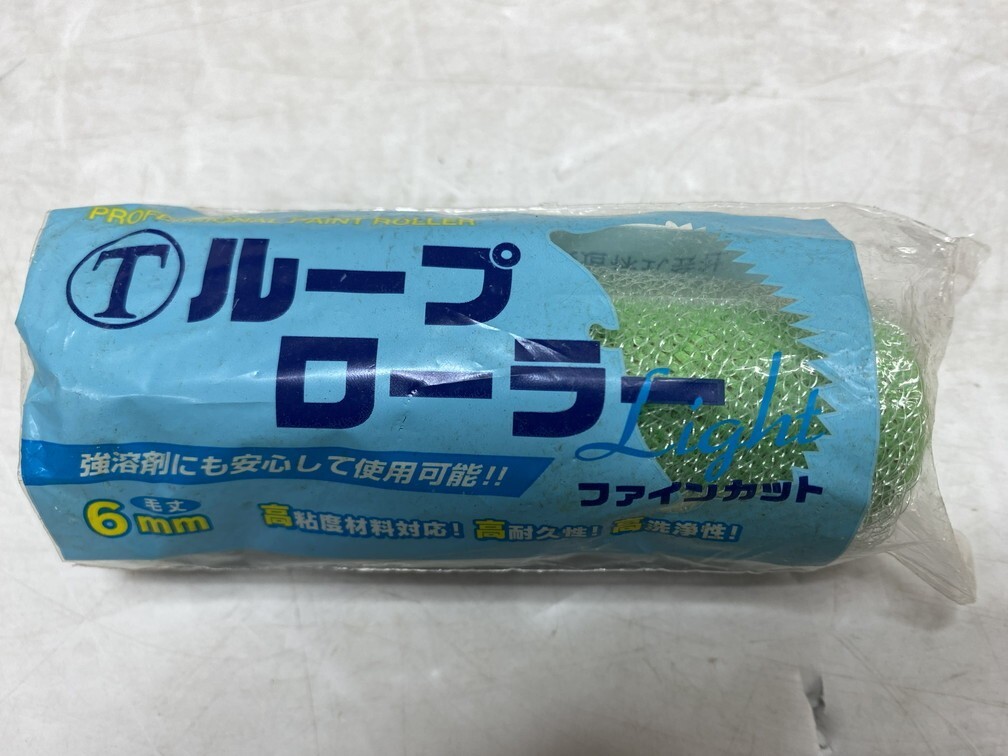 PROFESSIONAL PAINT ROLLER
T ループ
ローラー
Light
ファインカット
強溶剤にも安心して使用可能!!
毛丈
6mm
高粘度材料対応! 高耐久性! 高洗浄性!